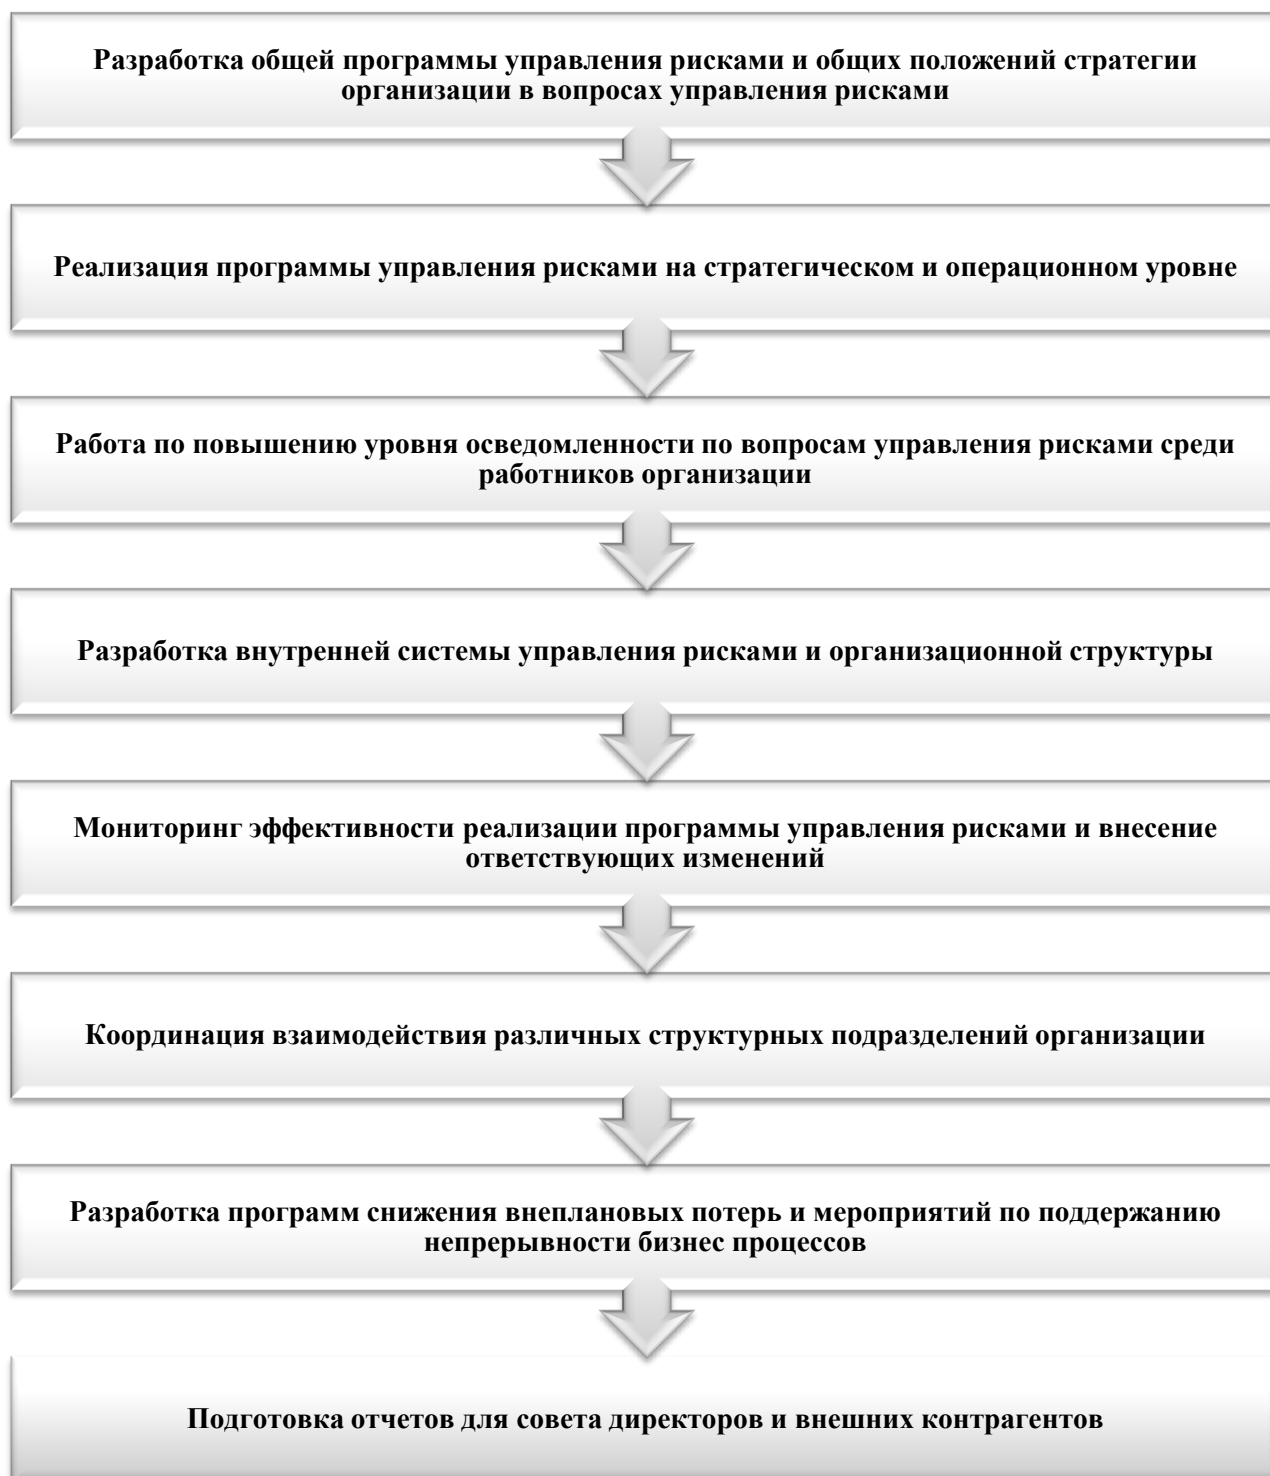 Разработка общей программы управления рисками и общих положений стратегии
организации в вопросах управления рисками
Реализация программы управления рисками на стратегическом и операционном уровне
Работа по повышению уровня осведомленности по вопросам управления рисками среди
работников организации
Разработка внутренней системы управления рисками и организационной структуры
Мониторинг эффективности реализации программы управления рисками и внесение
ответствующих изменений
Координация взаимодействия различных структурных подразделений организации
Разработка программ снижения внеплановых потерь и мероприятий по поддержанию
непрерывности бизнес процессов
Подготовка отчетов для совета директоров и внешних контрагентов